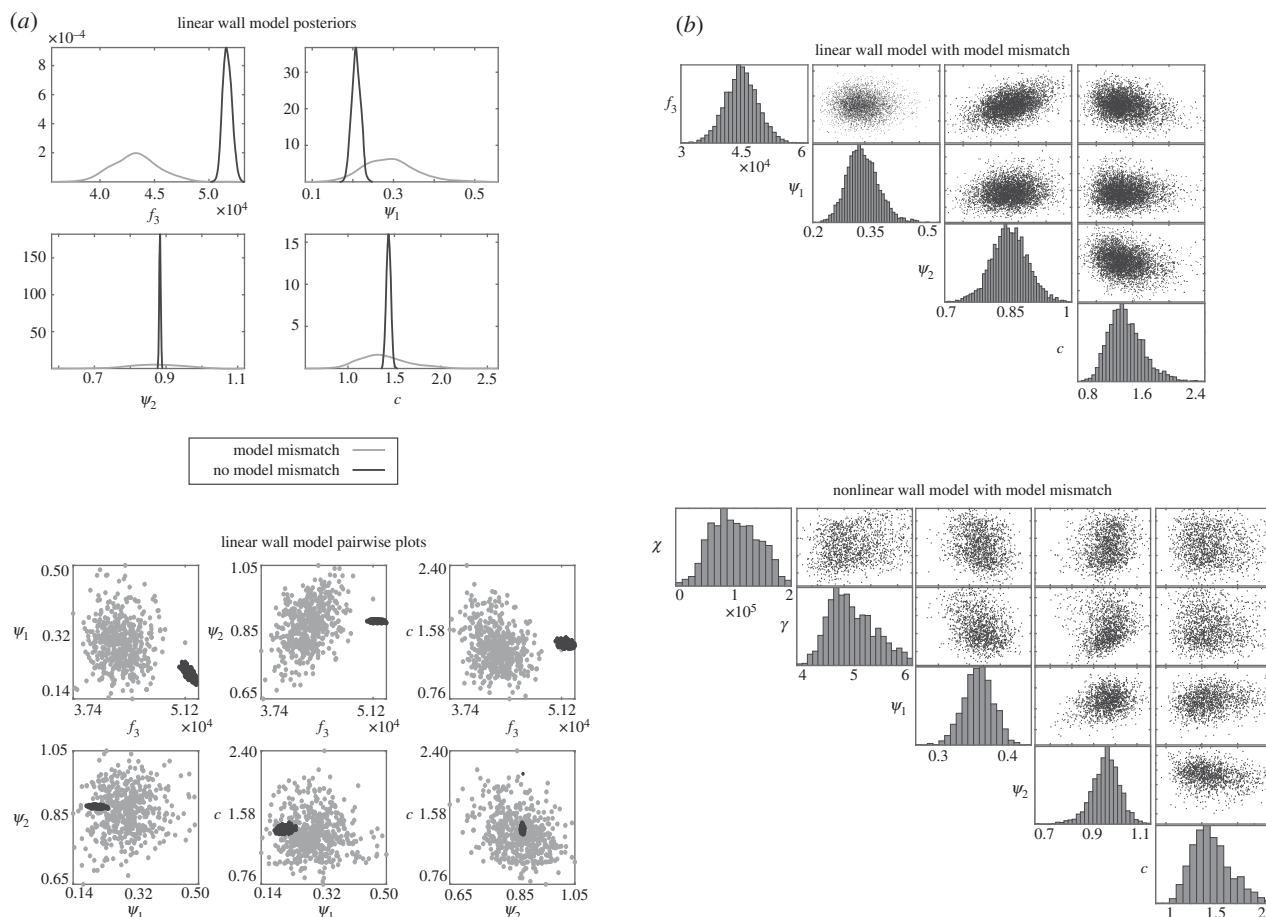 (a)
linear wall model posteriors
×10⁻⁴
8
6
4
2
4.0 4.5 5.0
f₃
×10⁴
30
20
10
0.1 0.3 0.5
ψ₁
150
100
50
0.7 0.9 1.1
ψ₂
15
10
5
1.0 1.5 2.0 2.5
c
model mismatch
no model mismatch
linear wall model pairwise plots
0.50
ψ₁ 0.32
0.14
3.74 5.12
f₃ ×10⁴
1.05
ψ₂ 0.85
0.65
3.74 5.12
f₃ ×10⁴
2.40
c 1.58
0.76
3.74 5.12
f₃ ×10⁴
1.05
ψ₂ 0.85
0.65
0.14 0.32 0.50
ψ₁
2.40
c 1.58
0.76
0.14 0.32 0.50
ψ₁
2.40
c 1.58
0.76
0.65 0.85 1.05
ψ₂
(b)
linear wall model with model mismatch
f₃
3 4.5 6
×10⁴
ψ₁
0.2 0.35 0.5
ψ₂
0.7 0.85 1
c
0.8 1.6 2.4
nonlinear wall model with model mismatch
χ
0 1 2
×10⁵
γ
4 5 6
ψ₁
0.3 0.4
ψ₂
0.7 0.9 1.1
c
1 1.5 2